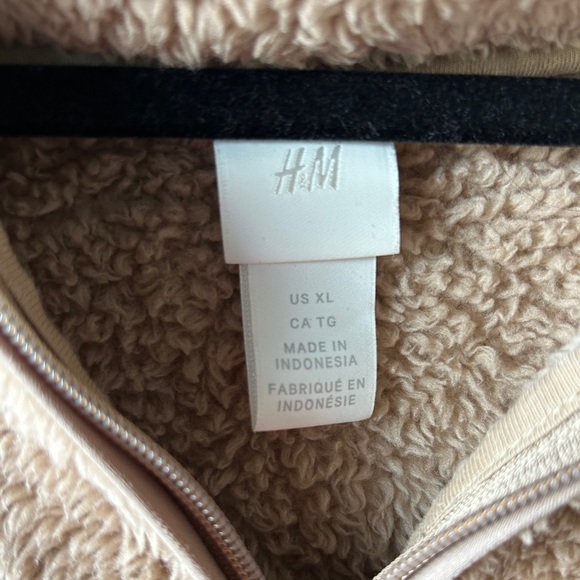 H&M
US XL
CA TG
MADE IN
INDONESIA
FABRIQUÉ EN
INDONÉSIE